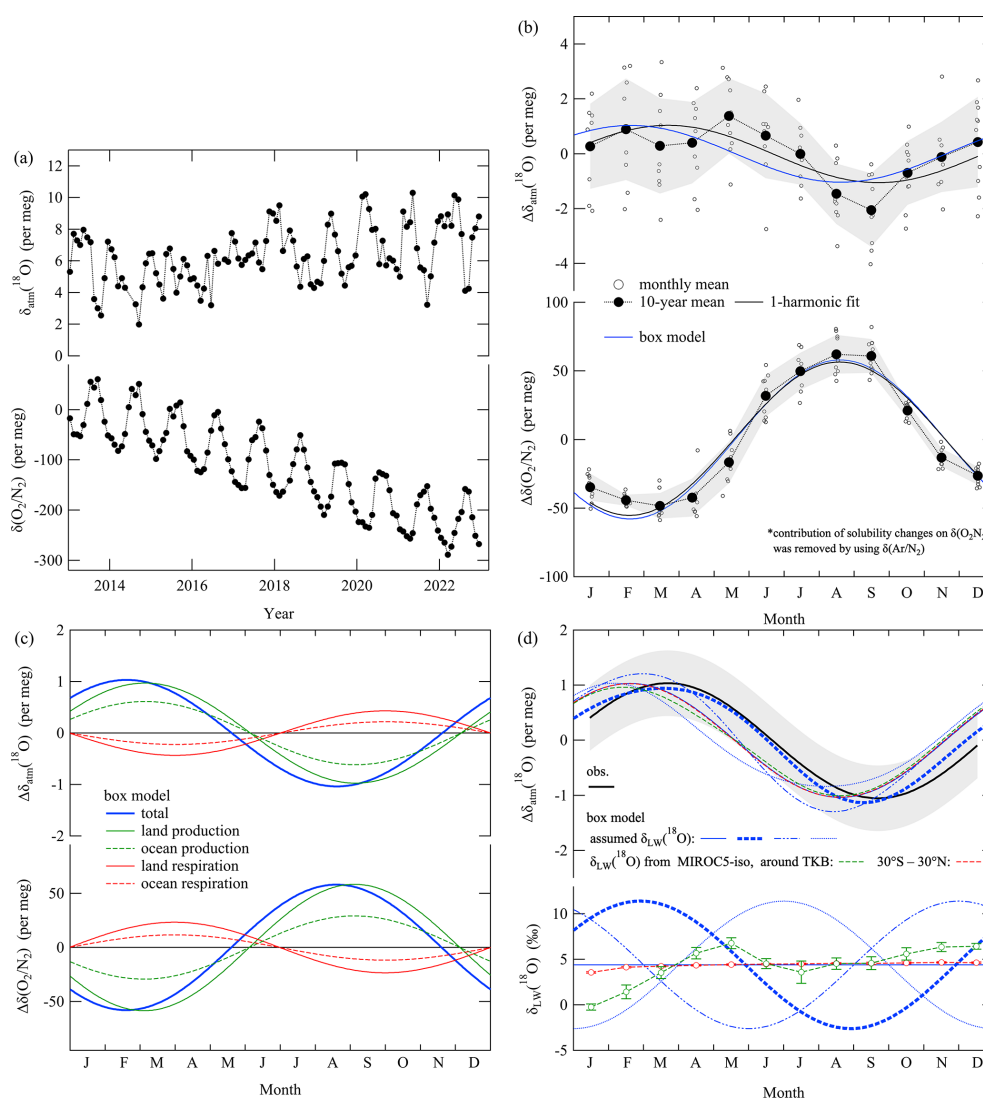 (a)
δatm(18O) (per meg)
12
10
8
6
4
2
0
δ(O2/N2) (per meg)
0
-100
-200
-300
2014
2016
2018
2020
2022
Year
(b)
Δδatm(18O) (per meg)
4
2
0
-2
-4
monthly mean
10-year mean
1-harmonic fit
box model
Δδ(O2/N2) (per meg)
100
50
0
-50
-100
*contribution of solubility changes on δ(O2N2
was removed by using δ(Ar/N2)
J F M A M J J A S O N D
Month
(c)
Δδatm(18O) (per meg)
2
1
0
-1
-2
box model
total
land production
ocean production
land respiration
ocean respiration
Δδ(O2/N2) (per meg)
50
0
-50
J F M A M J J A S O N D
Month
(d)
Δδatm(18O) (per meg)
2
1
0
-1
-2
obs.
box model
assumed δLW(18O):
δLW(18O) from MIROC5-iso, around TKB:
30°S – 30°N:
δLW(18O) (‰)
10
5
0
-5
J F M A M J J A S O N D
Month